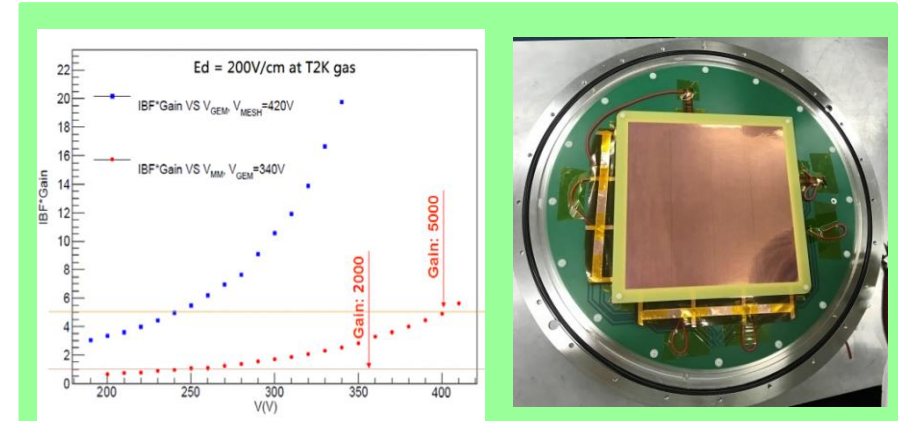 Ed = 200V/cm at T2K gas
IBF*Gain VS V_GEM, V_MESH=420V
IBF*Gain VS V_MM, V_GEM=340V
IBF*Gain
22
20
18
16
14
12
10
8
6
4
2
0
Gain: 2000
Gain: 5000
200
250
300
350
400
V(V)